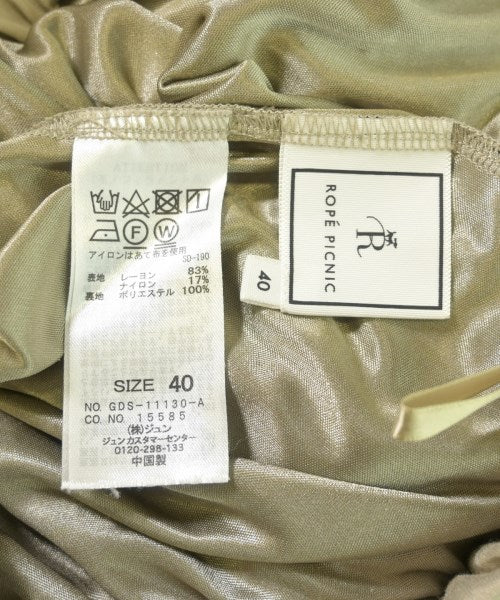 F W
アイロンはあて布を使用
SD-190
表地 レーヨン 83%
ナイロン 17%
裏地 ポリエステル 100%
SIZE 40
NO. GDS-11130-A
CO.NO. 15585
(株)ジュン
ジュンカスタマーセンター
0120-298-133
中国製
R
ROPÉ PICNIC
40